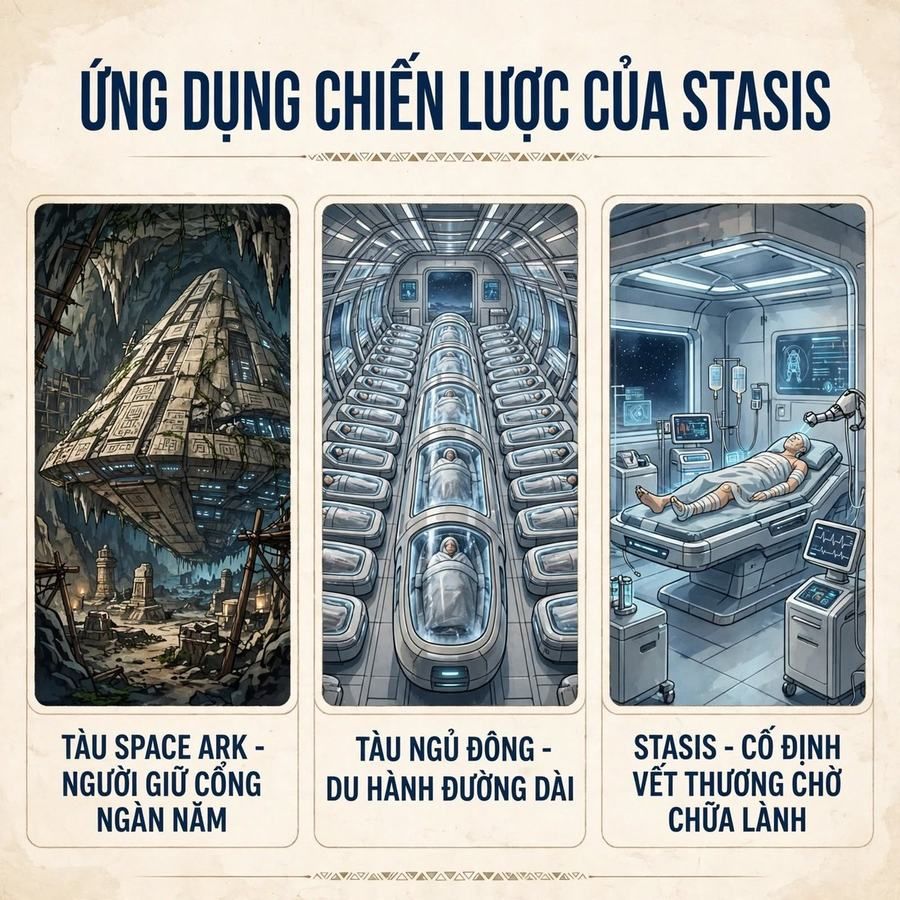 ỨNG DỤNG CHIẾN LƯỢC CỦA STASIS
TÀU SPACE ARK -
NGƯỜI GIỮ CỔNG
NGÀN NĂM
TÀU NGỦ ĐÔNG -
DU HÀNH ĐƯỜNG DÀI
STASIS - CỐ ĐỊNH
VẾT THƯƠNG CHỜ
CHỮA LÀNH